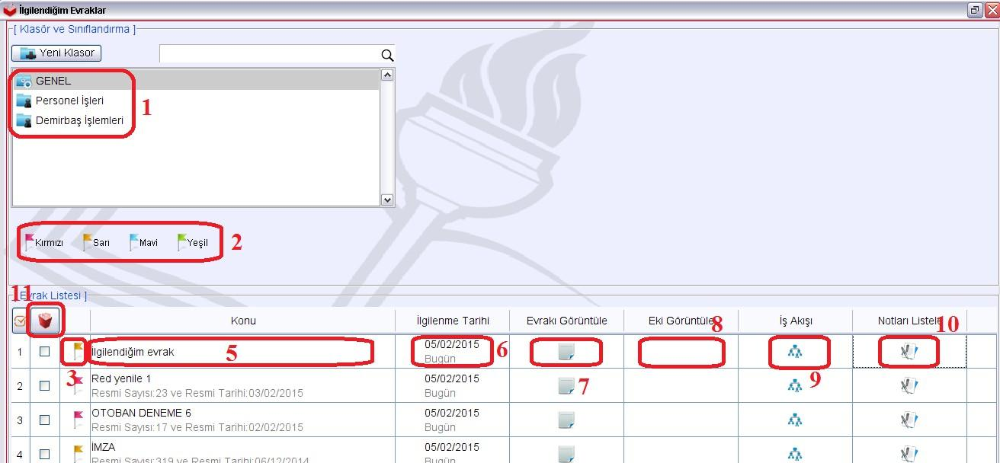 İlgilendiğim Evraklar
[ Klasör ve Sınıflandırma ]
Yeni Klasor
GENEL
Personel İşleri
Demirbaş İşlemleri
1
Kırmızı Sarı Mavi Yeşil 2
11 Evrak Listesi ]
Konu İlgilenme Tarihi Evrakı Görüntüle Eki Görüntüle 8 İş Akışı Notları Listele 10
1 İlgilendiğim evrak 5 05/02/2015 6
Bugün
3 7 9
2 Red yenile 1 05/02/2015
Resmi Sayısı:23 ve Resmi Tarihi:03/02/2015 Bugün
3 OTOBAN DENEME 6 05/02/2015
Resmi Sayısı:17 ve Resmi Tarihi:02/02/2015 Bugün
4 İMZA 05/02/2015
Resmi Sayısı:319 ve Resmi Tarihi:06/12/2014 Bugün